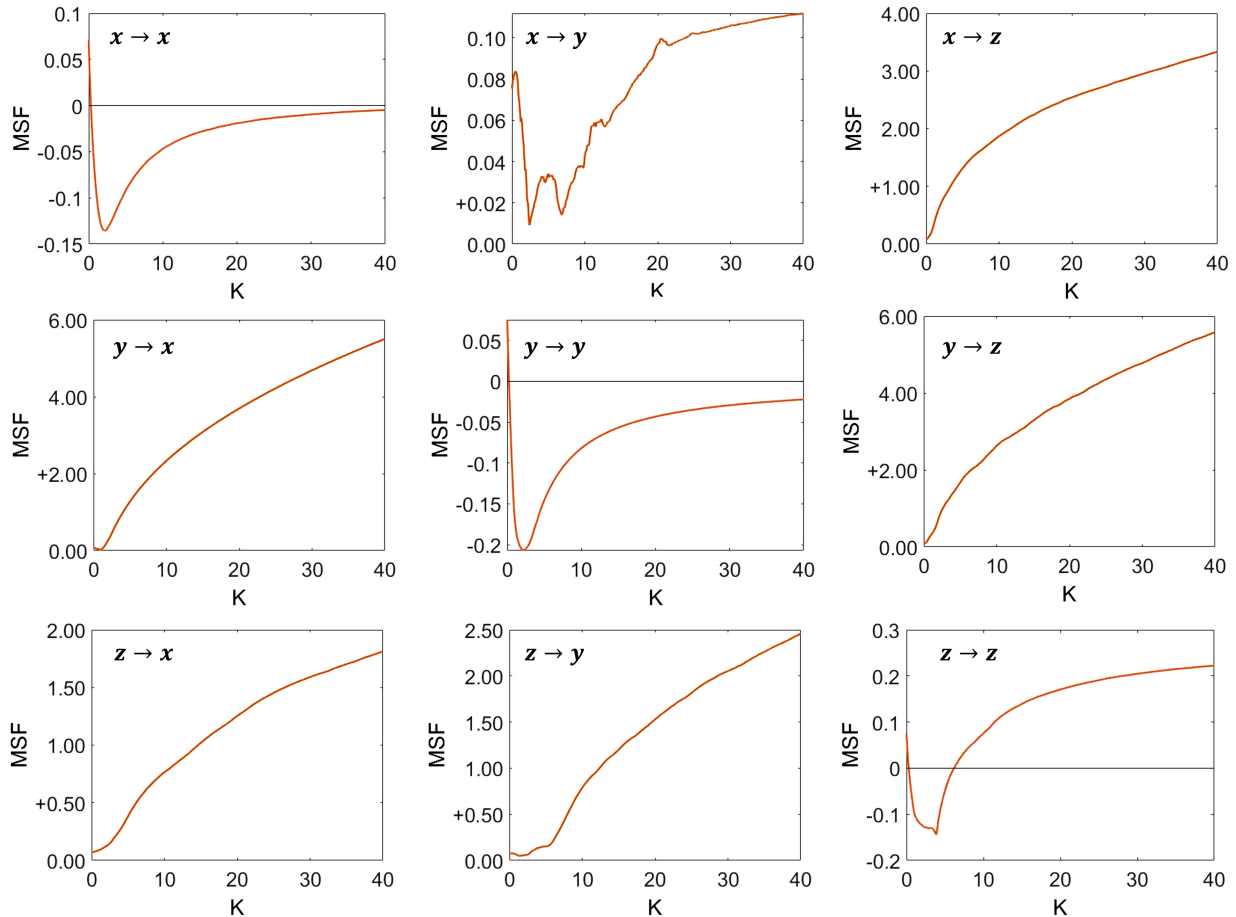 x → x
0.1
0.05
0
-0.05
-0.1
-0.15
MSF
0 10 20 30 40
K
x → y
0.10
0.08
0.06
0.04
+0.02
0.00
MSF
0 10 20 30 40
K
x → z
4.00
3.00
2.00
+1.00
0.00
MSF
0 10 20 30 40
K
y → x
6.00
4.00
+2.00
0.00
MSF
0 10 20 30 40
K
y → y
0.05
0
-0.05
-0.1
-0.15
-0.2
MSF
0 10 20 30 40
K
y → z
6.00
4.00
+2.00
0.00
MSF
0 10 20 30 40
K
z → x
2.00
1.50
1.00
+0.50
0.00
MSF
0 10 20 30 40
K
z → y
2.50
2.00
1.50
1.00
+0.50
0.00
MSF
0 10 20 30 40
K
z → z
0.3
0.2
0.1
0
-0.1
-0.2
MSF
0 10 20 30 40
K